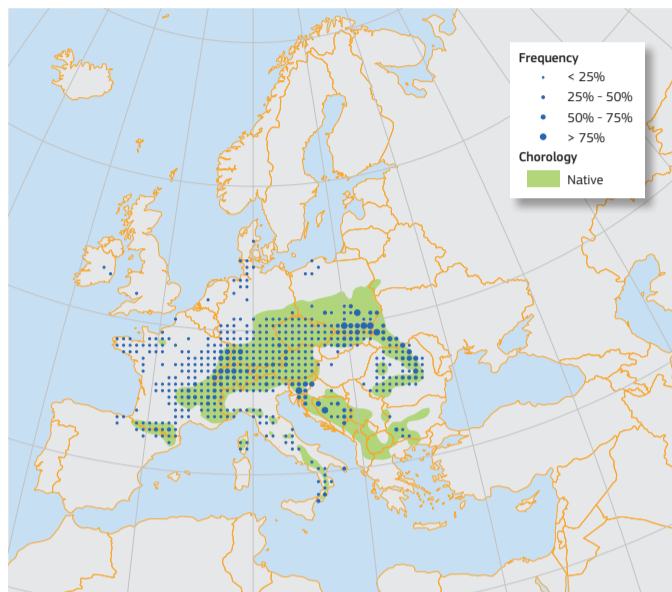 Frequency
< 25%
25% - 50%
50% - 75%
> 75%
Chorology
Native